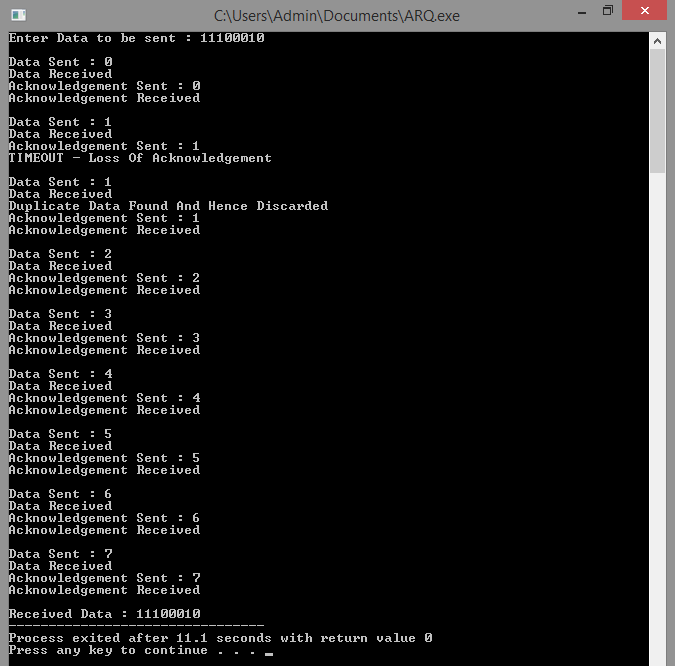 C:\Users\Admin\Documents\ARQ.exe
Enter Data to be sent : 11100010
Data Sent : 0
Data Received
Acknowledgement Sent : 0
Acknowledgement Received
Data Sent : 1
Data Received
Acknowledgement Sent : 1
TIMEOUT - Loss Of Acknowledgement
Data Sent : 1
Data Received
Duplicate Data Found And Hence Discarded
Acknowledgement Sent : 1
Acknowledgement Received
Data Sent : 2
Data Received
Acknowledgement Sent : 2
Acknowledgement Received
Data Sent : 3
Data Received
Acknowledgement Sent : 3
Acknowledgement Received
Data Sent : 4
Data Received
Acknowledgement Sent : 4
Acknowledgement Received
Data Sent : 5
Data Received
Acknowledgement Sent : 5
Acknowledgement Received
Data Sent : 6
Data Received
Acknowledgement Sent : 6
Acknowledgement Received
Data Sent : 7
Data Received
Acknowledgement Sent : 7
Acknowledgement Received
Received Data : 11100010
--------------------------------
Process exited after 11.1 seconds with return value 0
Press any key to continue . . . _